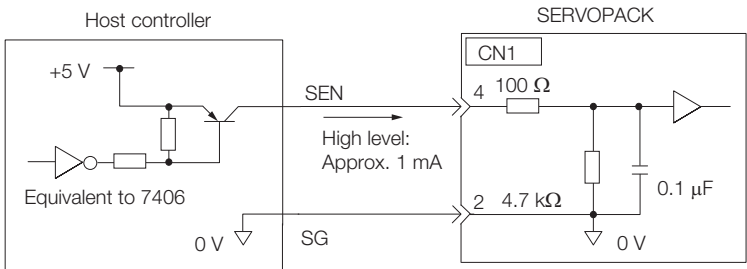 Host controller
SERVOPACK
CN1
+5 V
SEN
4
100 Ω
High level:
Approx. 1 mA
Equivalent to 7406
2
4.7 kΩ
0.1 μF
0 V
SG
0 V